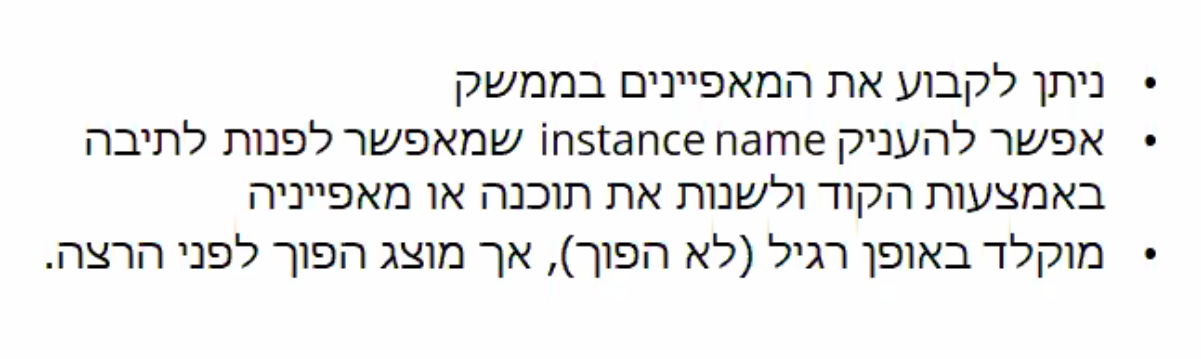 • ניתן לקבוע את המאפיינים בממשק
• אפשר להעניק instance name שמאפשר לפנות לתיבה
באמצעות הקוד ולשנות את תוכנה או מאפייניה
• מוקלד באופן רגיל (לא הפוך), אך מוצג הפוך לפני הרצה.